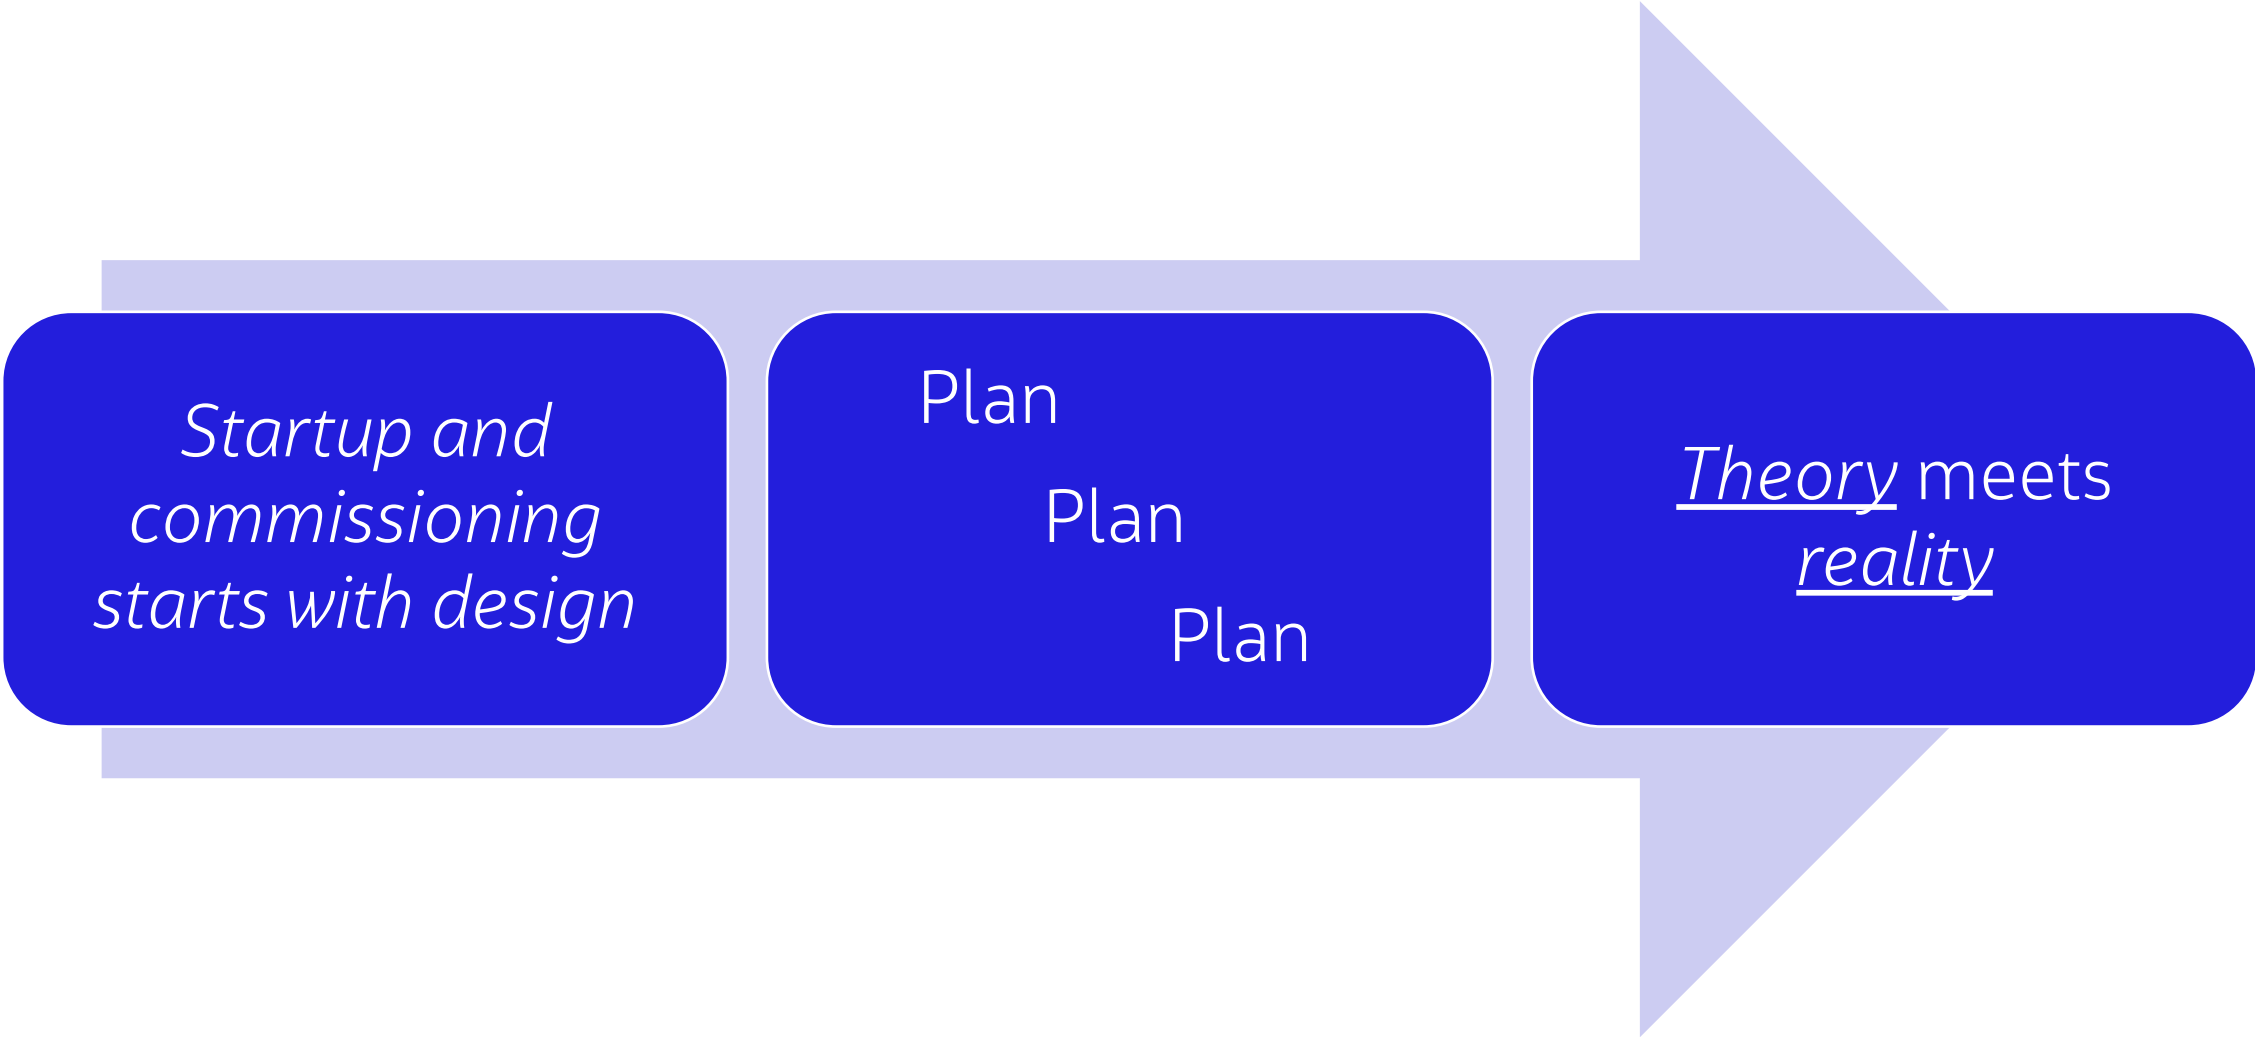 Startup and
commissioning
starts with design
Plan
Plan
Plan
Theory meets
reality